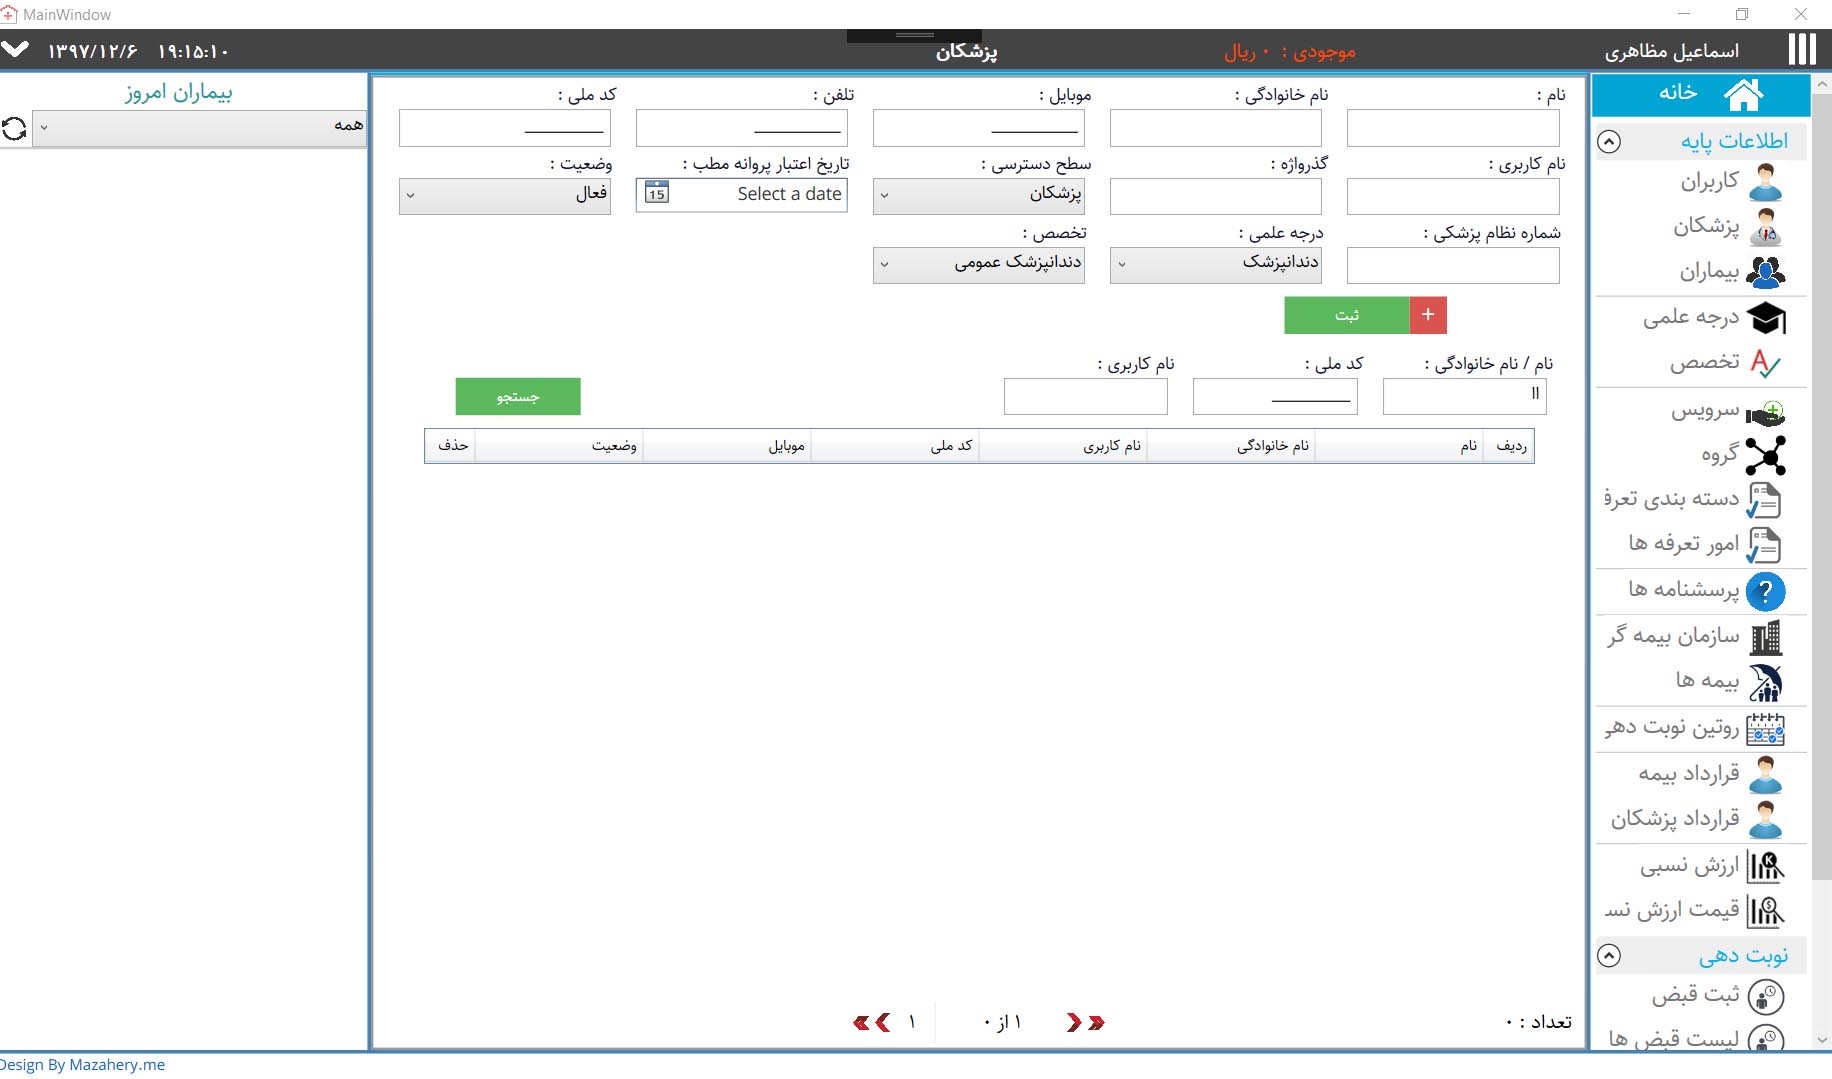 MainWindow
اسماعیل مظاهری
موجودی : ۰ ریال
پزشکان
۱۹:۱۵:۱۰
۱۳۹۷/۱۲/۶
خانه
اطلاعات پایه
کاربران
پزشکان
بیماران
درجه علمی
تخصص
سرویس
گروه
دسته بندی تعرف
امور تعرفه ها
پرسشنامه ها
سازمان بیمه گر
بیمه ها
روتین نوبت دهی
قرارداد بیمه
قرارداد پزشکان
ارزش نسبی
قیمت ارزش نس
نوبت دهی
ثبت قبض
لیست قبض ها
نام :
نام خانوادگی :
موبایل :
تلفن :
کد ملی :
نام کاربری :
گذرواژه :
سطح دسترسی :
تاریخ اعتبار پروانه مطب :
وضعیت :
پزشکان
Select a date
15
فعال
شماره نظام پزشکی :
درجه علمی :
تخصص :
دندانپزشک
دندانپزشک عمومی
+
ثبت
نام / نام خانوادگی :
کد ملی :
نام کاربری :
اا
جستجو
ردیف
نام
نام خانوادگی
نام کاربری
کد ملی
موبایل
وضعیت
حذف
تعداد : ۰
۱ از ۰
۱
بیماران امروز
همه
Design By Mazahery.me